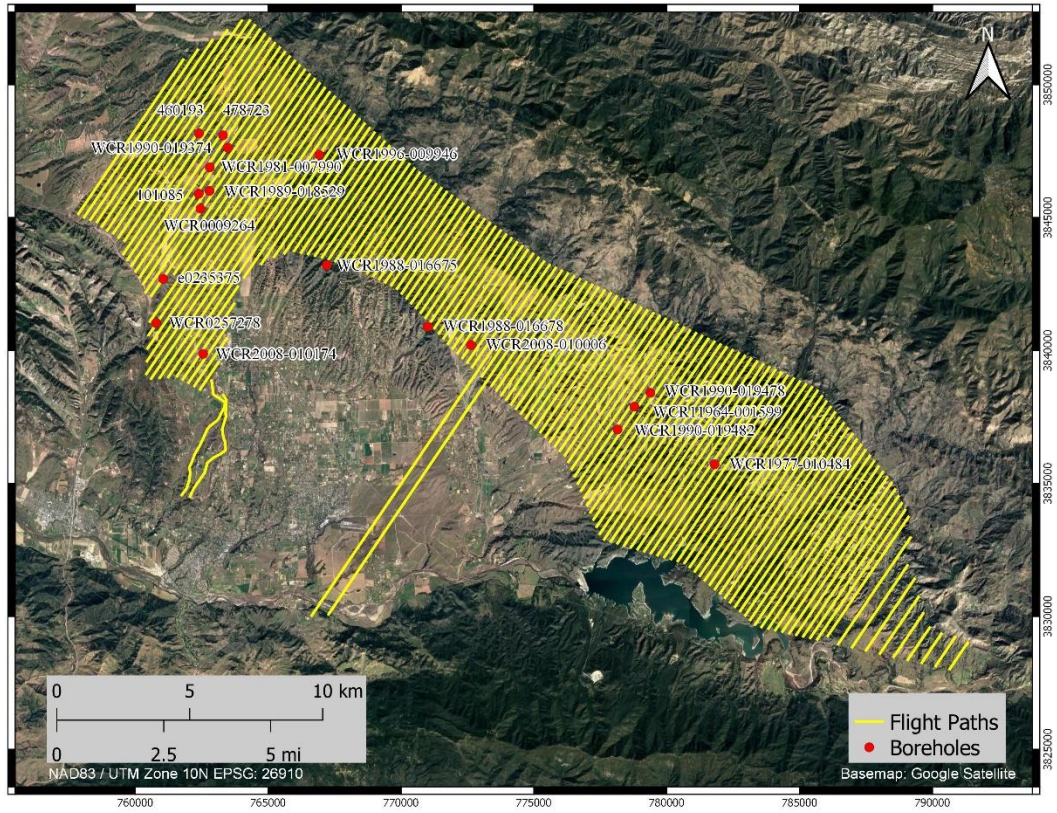 N
460193
478723
WCR1990-019374
WCR1996-009946
WCR1981-007990
101085
WCR1989-018529
WCR0009264
WCR1988-016675
e0235375
WCR0257278
WCR1988-016678
WCR2008-010174
WCR2008-010006
WCR1990-019478
WCR11964-001599
WCR1990-019482
WCR1977-010484
3850000
3845000
3840000
3835000
3830000
3825000
0 5 10 km
0 2.5 5 mi
NAD83 / UTM Zone 10N EPSG: 26910
Flight Paths
Boreholes
Basemap: Google Satellite
760000 765000 770000 775000 780000 785000 790000